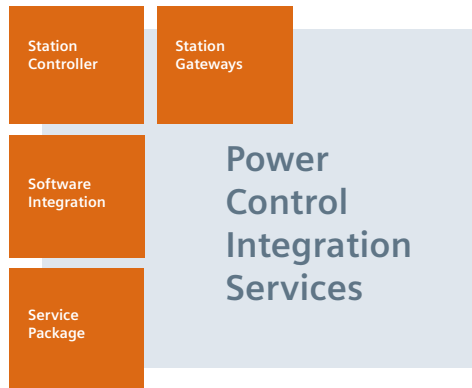 Station
Controller
Station
Gateways
Software
Integration
Service
Package
Power
Control
Integration
Services